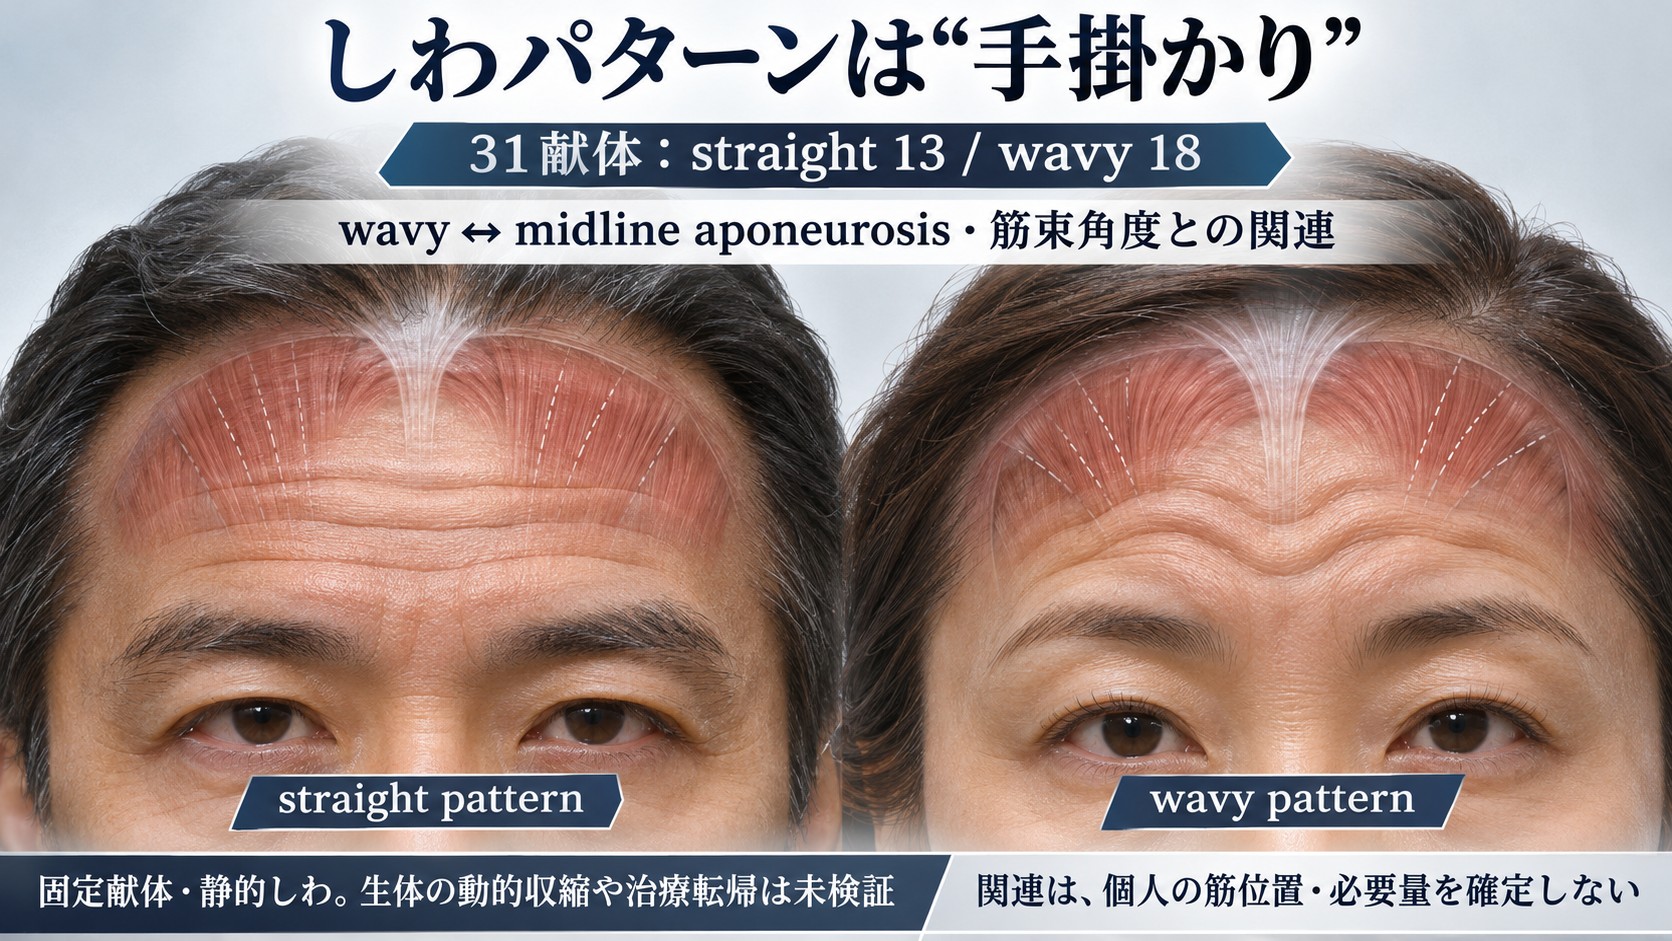 しわパターンは“手掛かり”
31献体：straight 13 / wavy 18
wavy ↔ midline aponeurosis・筋束角度との関連
straight pattern
wavy pattern
固定献体・静的しわ。生体の動的収縮や治療転帰は未検証
関連は、個人の筋位置・必要量を確定しない